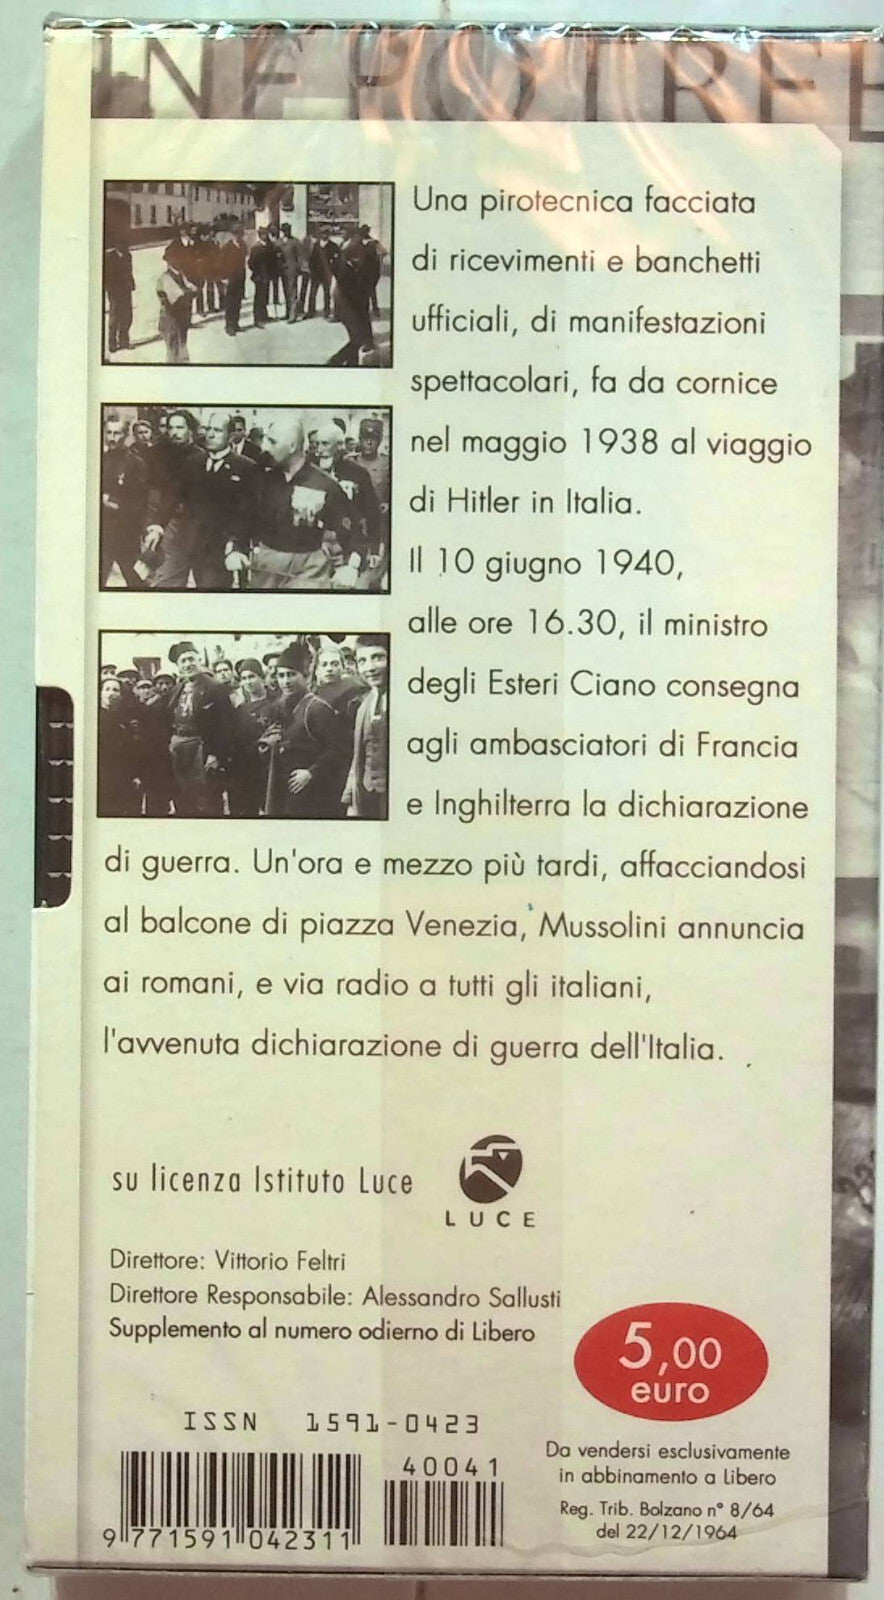 Una pirotecnica facciata
di ricevimenti e banchetti
ufficiali, di manifestazioni
spettacolari, fa da cornice
nel maggio 1938 al viaggio
di Hitler in Italia.
Il 10 giugno 1940,
alle ore 16.30, il ministro
degli Esteri Ciano consegna
agli ambasciatori di Francia
e Inghilterra la dichiarazione
di guerra. Un'ora e mezzo più tardi, affacciandosi
al balcone di piazza Venezia, Mussolini annuncia
ai romani, e via radio a tutti gli italiani,
l'avvenuta dichiarazione di guerra dell'Italia.
su licenza Istituto Luce
LUCE
Direttore: Vittorio Feltri
Direttore Responsabile: Alessandro Sallusti
Supplemento al numero odierno di Libero
5,00
euro
ISSN 1591-0423
40041
9 771591 042311
Da vendersi esclusivamente
in abbinamento a Libero
Reg. Trib. Bolzano n° 8/64
del 22/12/1964